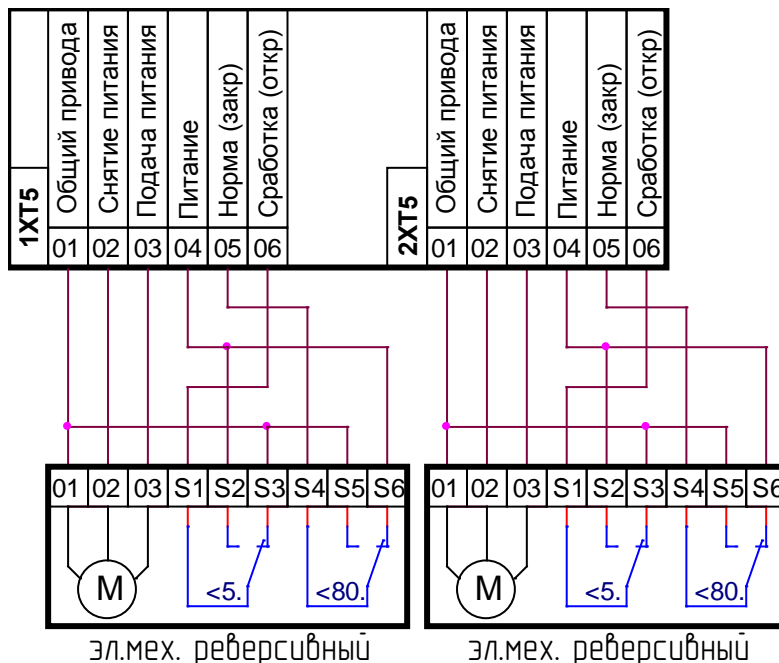 1XT5
Общий привода
Снятие питания
Подача питания
Питание
Норма (закр)
Сработка (откр)
01 02 03 04 05 06
2XT5
Общий привода
Снятие питания
Подача питания
Питание
Норма (закр)
Сработка (откр)
01 02 03 04 05 06
01 02 03 S1 S2 S3 S4 S5 S6
M
<5.
<80.
эл.мех. реверсивный
01 02 03 S1 S2 S3 S4 S5 S6
M
<5.
<80.
эл.мех. реверсивный